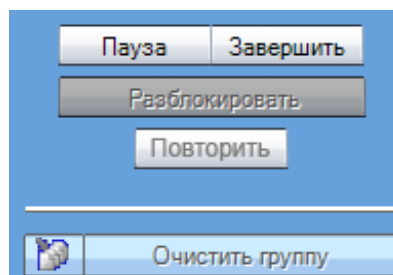 Пауза Завершить
Разблокировать
Повторить
Очистить группу